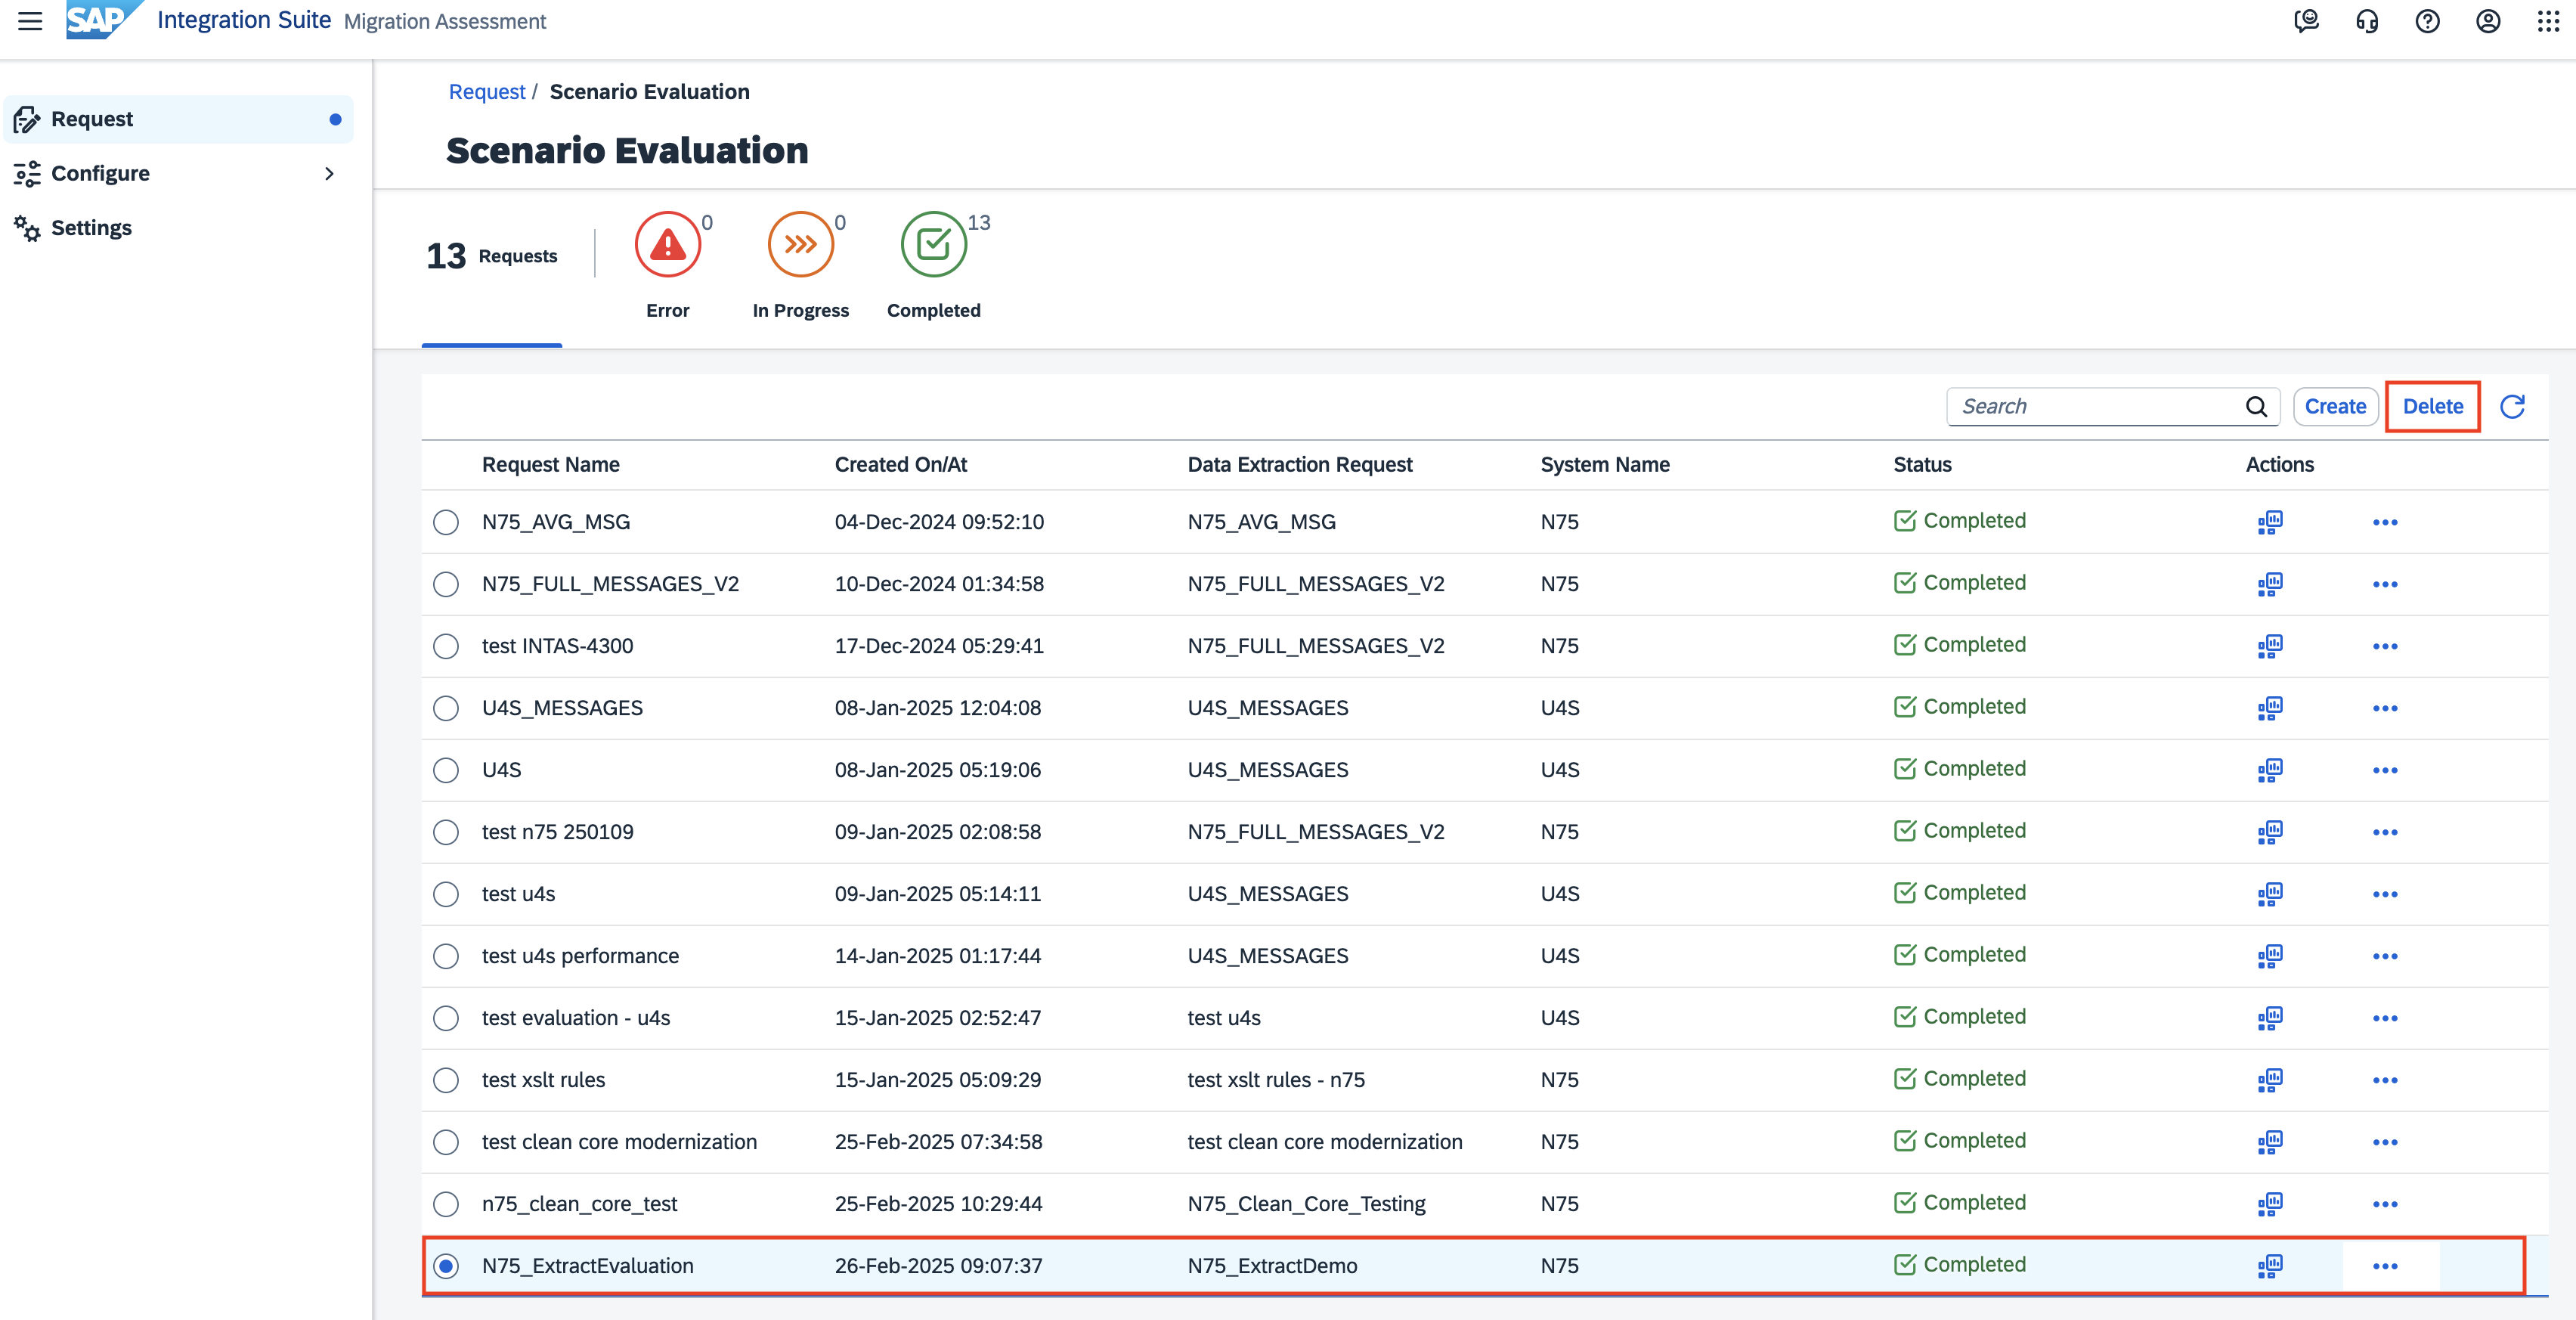 SAP Integration Suite Migration Assessment
Request
Configure
Settings
Request / Scenario Evaluation
Scenario Evaluation
13 Requests
0
Error
0
In Progress
13
Completed
Search Create Delete
Request Name Created On/At Data Extraction Request System Name Status Actions
N75_AVG_MSG 04-Dec-2024 09:52:10 N75_AVG_MSG N75 Completed
N75_FULL_MESSAGES_V2 10-Dec-2024 01:34:58 N75_FULL_MESSAGES_V2 N75 Completed
test INTAS-4300 17-Dec-2024 05:29:41 N75_FULL_MESSAGES_V2 N75 Completed
U4S_MESSAGES 08-Jan-2025 12:04:08 U4S_MESSAGES U4S Completed
U4S 08-Jan-2025 05:19:06 U4S_MESSAGES U4S Completed
test n75 250109 09-Jan-2025 02:08:58 N75_FULL_MESSAGES_V2 N75 Completed
test u4s 09-Jan-2025 05:14:11 U4S_MESSAGES U4S Completed
test u4s performance 14-Jan-2025 01:17:44 U4S_MESSAGES U4S Completed
test evaluation - u4s 15-Jan-2025 02:52:47 test u4s U4S Completed
test xslt rules 15-Jan-2025 05:09:29 test xslt rules - n75 N75 Completed
test clean core modernization 25-Feb-2025 07:34:58 test clean core modernization N75 Completed
n75_clean_core_test 25-Feb-2025 10:29:44 N75_Clean_Core_Testing N75 Completed
N75_ExtractEvaluation 26-Feb-2025 09:07:37 N75_ExtractDemo N75 Completed